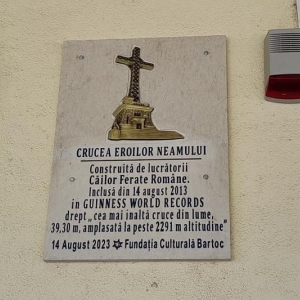 CRUCEA EROILOR NEAMULUI
Construită de lucrătorii
Căilor Ferate Române.
Inclusă din 14 august 2013
în GUINNESS WORLD RECORDS
drept „cea mai înaltă cruce din lume,
39,30 m, amplasată la peste 2291 m altitudine"
14 August 2023 ✡ Fundația Culturală Bartoc